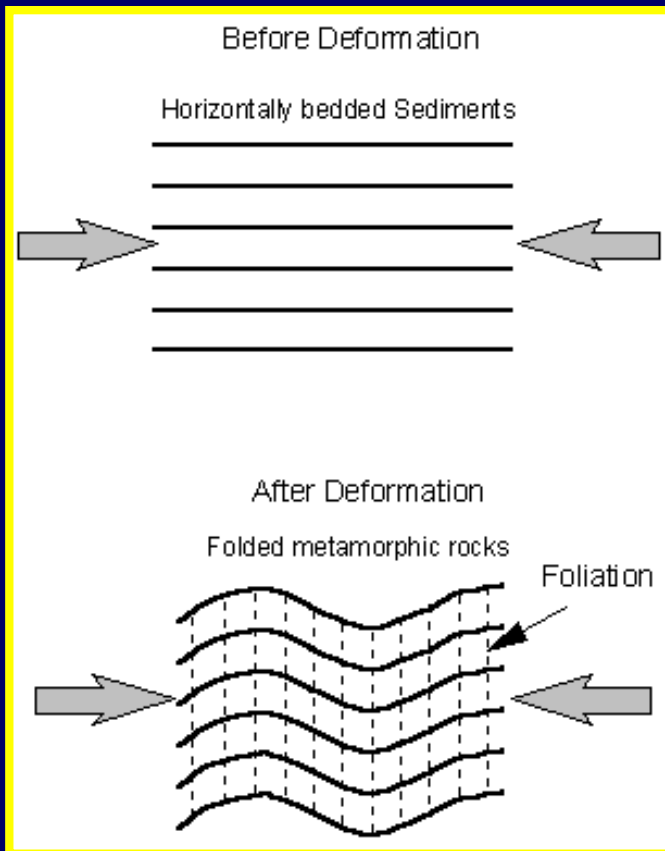 Before Deformation
Horizontally bedded Sediments
After Deformation
Folded metamorphic rocks
Foliation